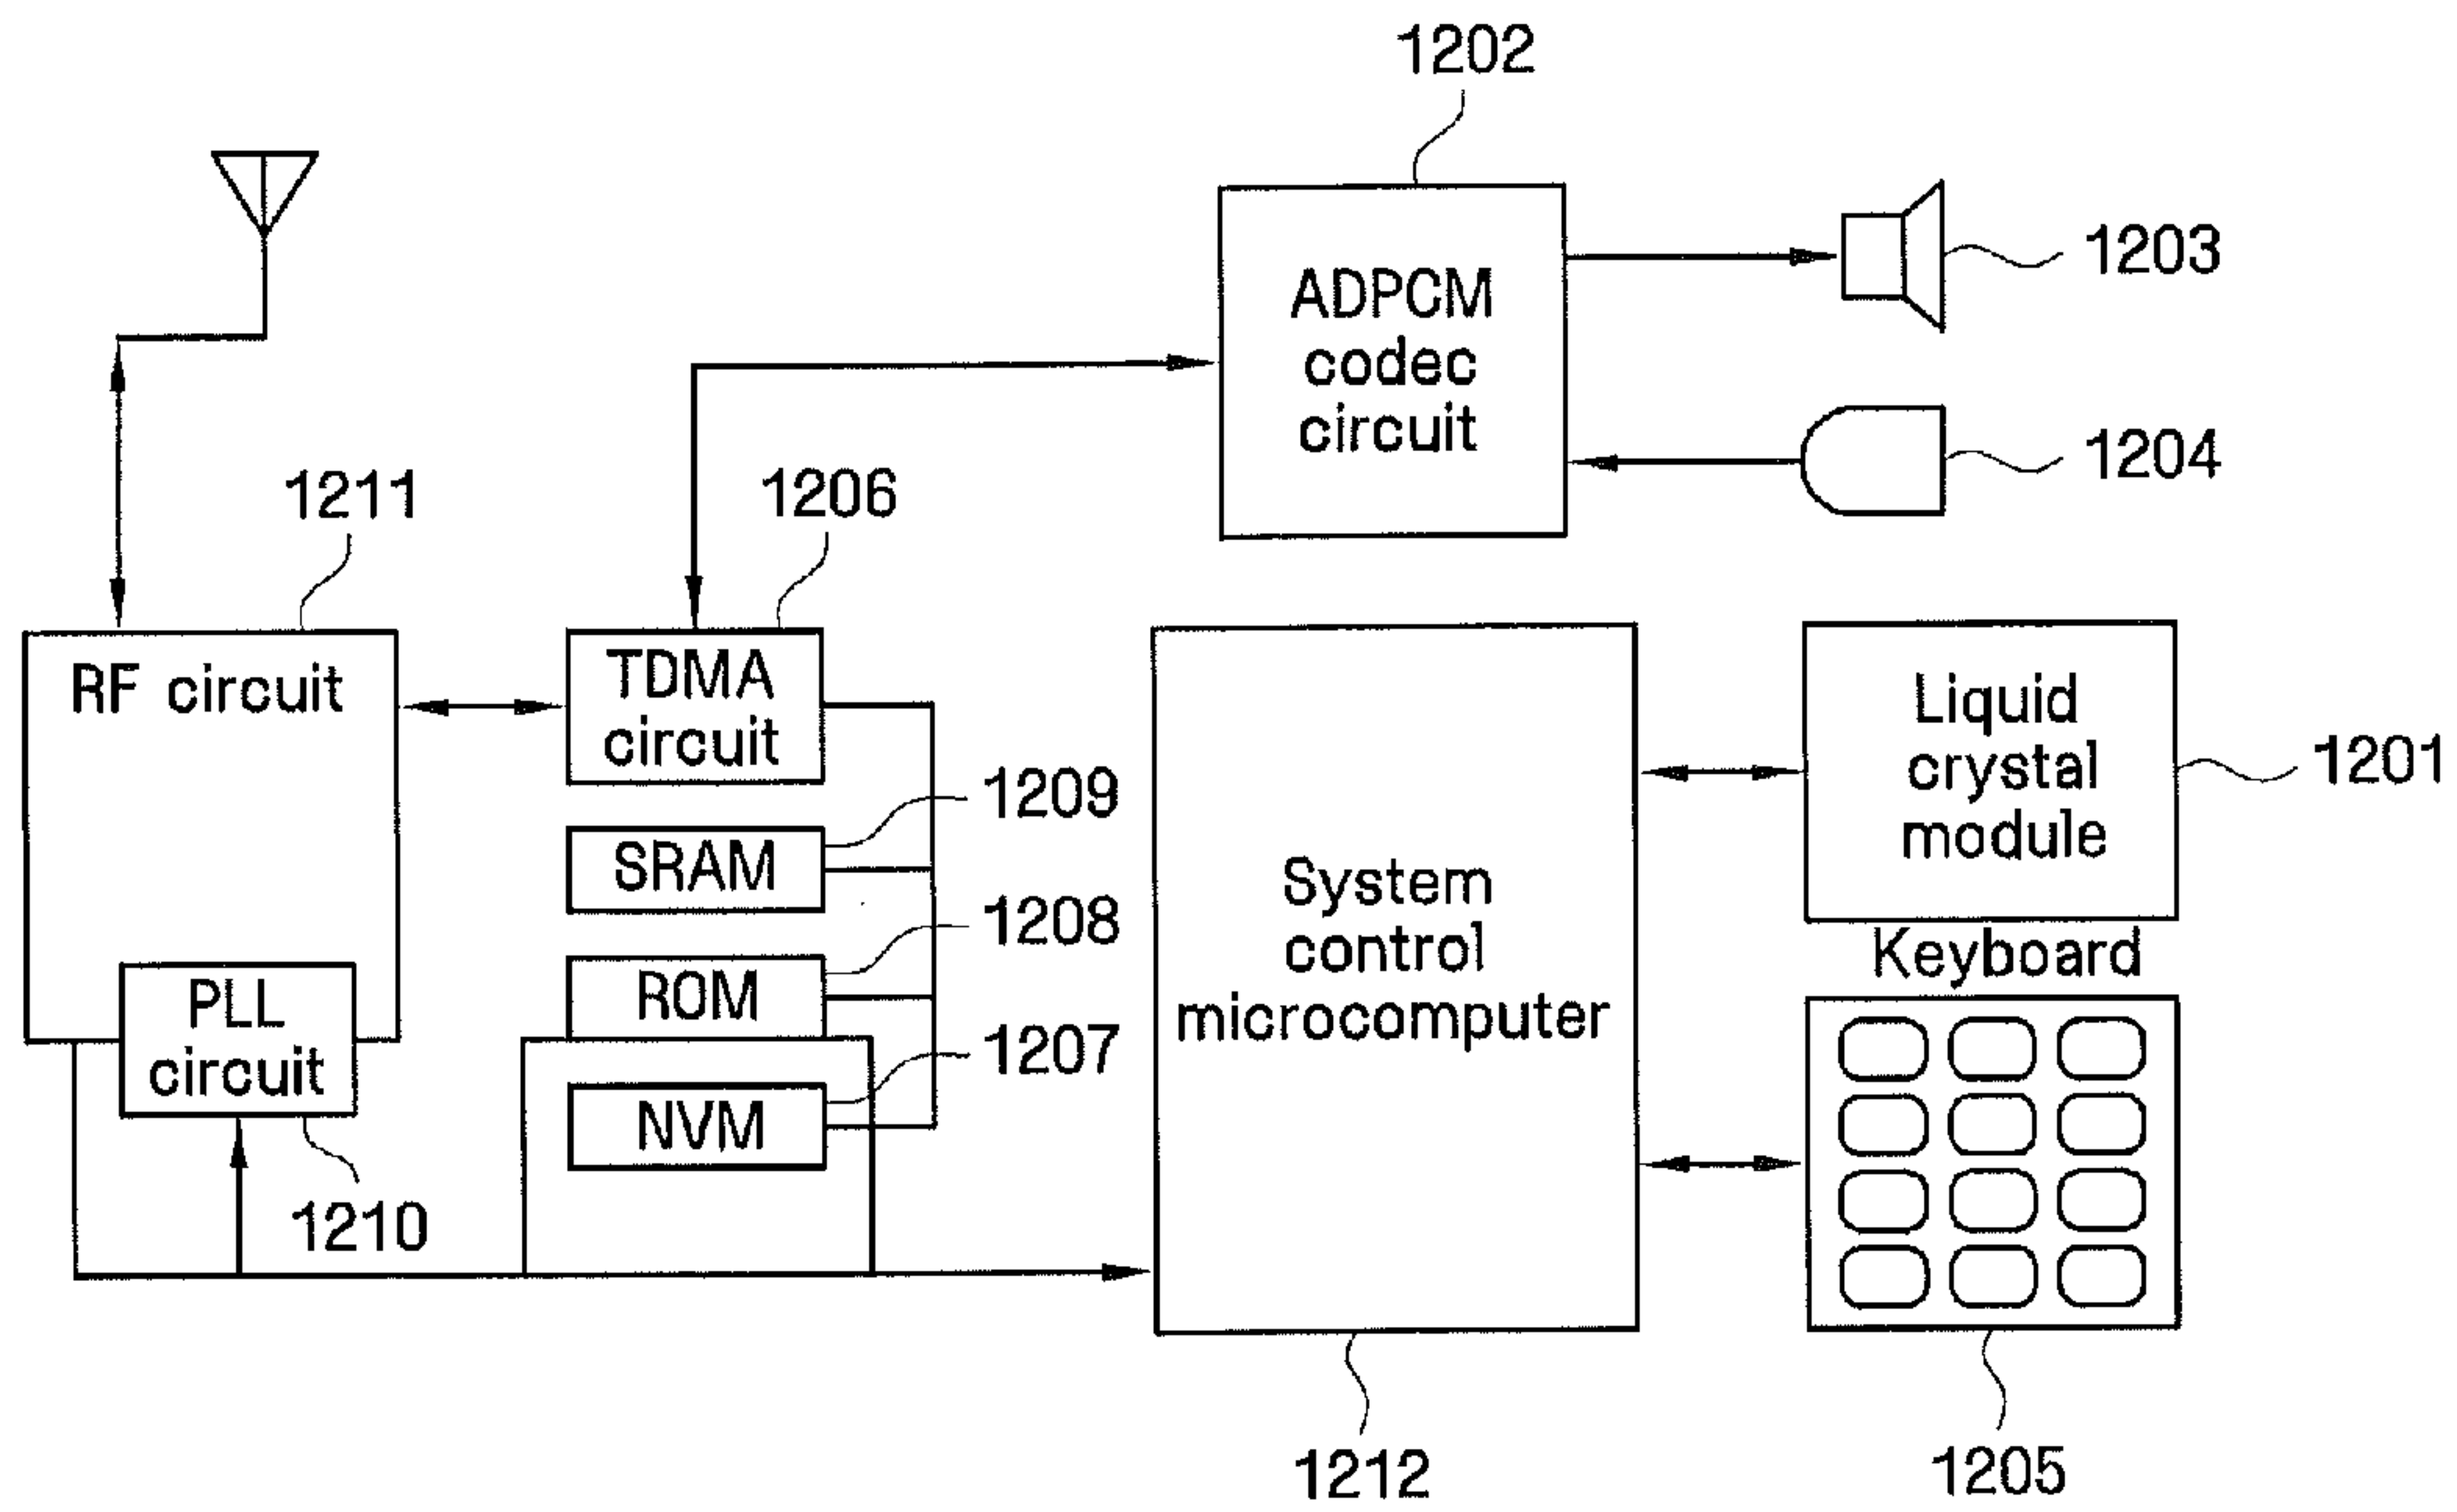 1202
1203
ADPCM
codec
circuit
1204
1211
1206
RF circuit
TDMA
circuit
1209
SRAM
1208
ROM
1207
NVM
PLL
circuit
1210
System
control
microcomputer
1212
Liquid
crystal
module
1201
Keyboard
1205